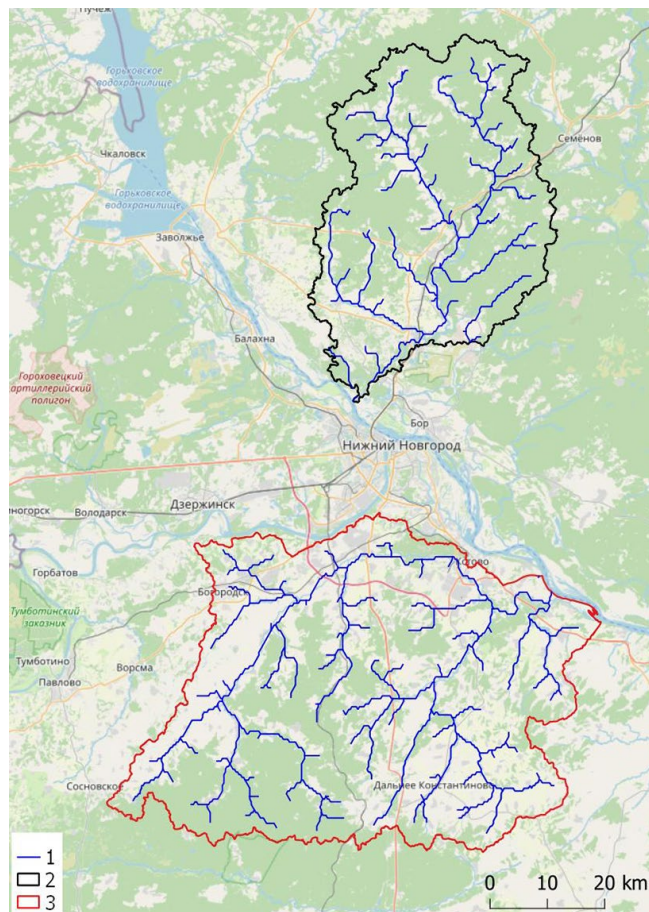 Пучеж
Горьковское
водохранилище
Семёнов
Чкаловск
Горьковское
водохранилище
Заволжье
Балахна
Гороховецкий
артиллерийский
полигон
Бор
Нижний Новгород
Дзержинск
Володарск
Горбатов
Богородск
Тумботинский
заказник
Тумботино
Ворсма
Павлово
Сосновское
Дальнее Константиново
1
2
3
0 10 20 km